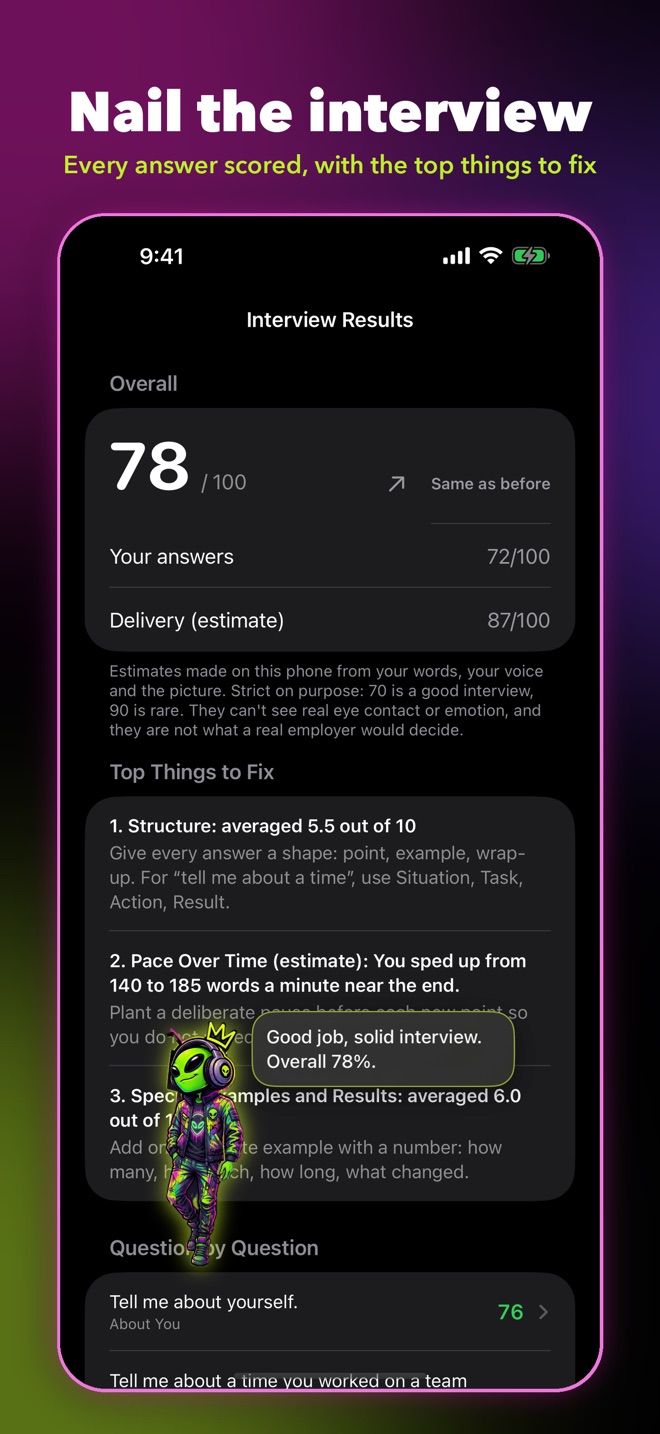 Nail the interview
Every answer scored, with the top things to fix
9:41
Interview Results
Overall
78 / 100
Same as before
Your answers 72/100
Delivery (estimate) 87/100
Estimates made on this phone from your words, your voice
and the picture. Strict on purpose: 70 is a good interview,
90 is rare. They can't see real eye contact or emotion, and
they are not what a real employer would decide.
Top Things to Fix
1. Structure: averaged 5.5 out of 10
Give every answer a shape: point, example, wrap-
up. For “tell me about a time”, use Situation, Task,
Action, Result.
2. Pace Over Time (estimate): You sped up from
140 to 185 words a minute near the end.
Plant a deliberate pause before each new point so
you do not
Good job, solid interview.
Overall 78%.
3. and Results: averaged 6.0
out of
Add example with a number: how
many, how long, what changed.
Question by Question
Tell me about yourself. 76
About You
Tell me about a time you worked on a team